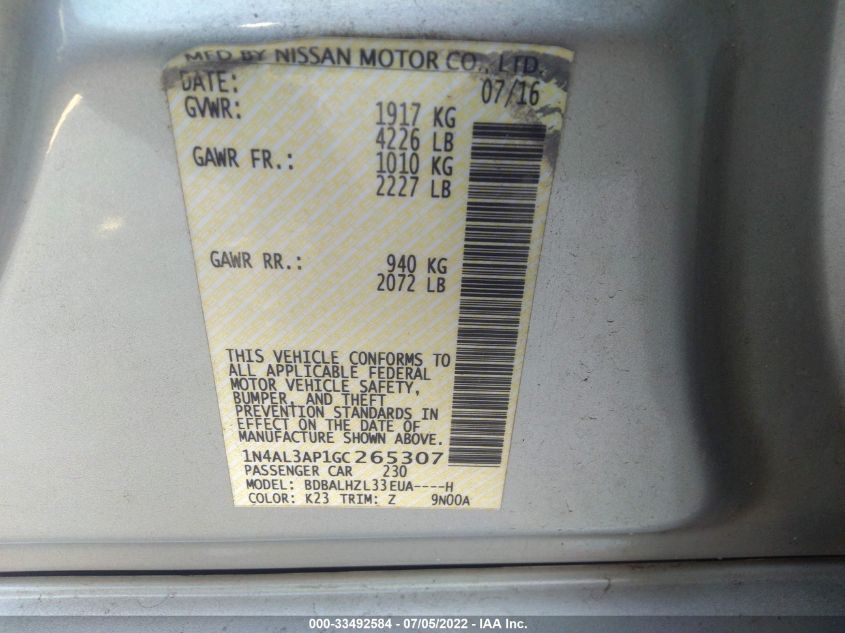 MFD BY NISSAN MOTOR CO., LTD.
DATE: 07/16
GVWR: 1917 KG
4226 LB
GAWR FR.: 1010 KG
2227 LB
GAWR RR.: 940 KG
2072 LB
THIS VEHICLE CONFORMS TO
ALL APPLICABLE FEDERAL
MOTOR VEHICLE SAFETY,
BUMPER, AND THEFT
PREVENTION STANDARDS IN
EFFECT ON THE DATE OF
MANUFACTURE SHOWN ABOVE.
1N4AL3AP1GC265307
PASSENGER CAR 230
MODEL: BDBALHZL33EUA----H
COLOR: K23 TRIM: Z 9N00A
000-33492584 - 07/05/2022 - IAA Inc.